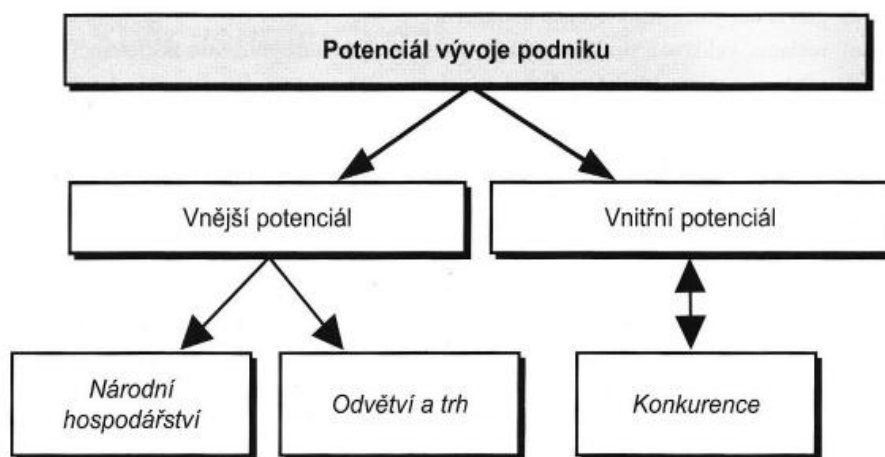 Potenciál vývoje podniku
Vnější potenciál
Vnitřní potenciál
Národní
hospodářství
Odvětví a trh
Konkurence